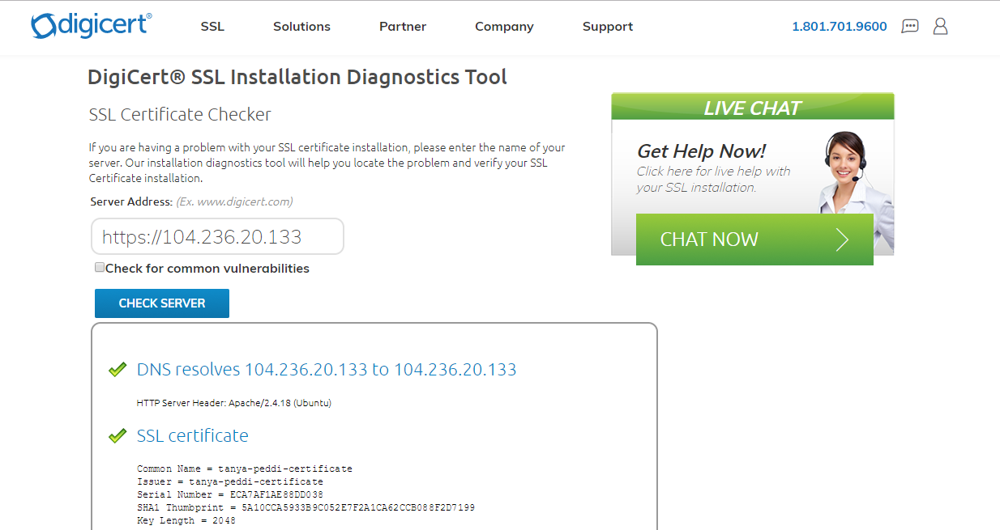 digicert®
SSL
Solutions
Partner
Company
Support
1.801.701.9600
DigiCert® SSL Installation Diagnostics Tool
SSL Certificate Checker
If you are having a problem with your SSL certificate installation, please enter the name of your
server. Our installation diagnostics tool will help you locate the problem and verify your SSL
Certificate installation.
Server Address: (Ex. www.digicert.com)
https://104.236.20.133
Check for common vulnerabilities
CHECK SERVER
LIVE CHAT
Get Help Now!
Click here for live help with
your SSL installation.
CHAT NOW
DNS resolves 104.236.20.133 to 104.236.20.133
HTTP Server Header: Apache/2.4.18 (Ubuntu)
SSL certificate
Common Name = tanya-peddi-certificate
Issuer = tanya-peddi-certificate
Serial Number = ECA7AF1AE88DD038
SHA1 Thumbprint = 5A10CCA5933B9C052E7F2A1CA62CCB088F2D7199
Key Length = 2048